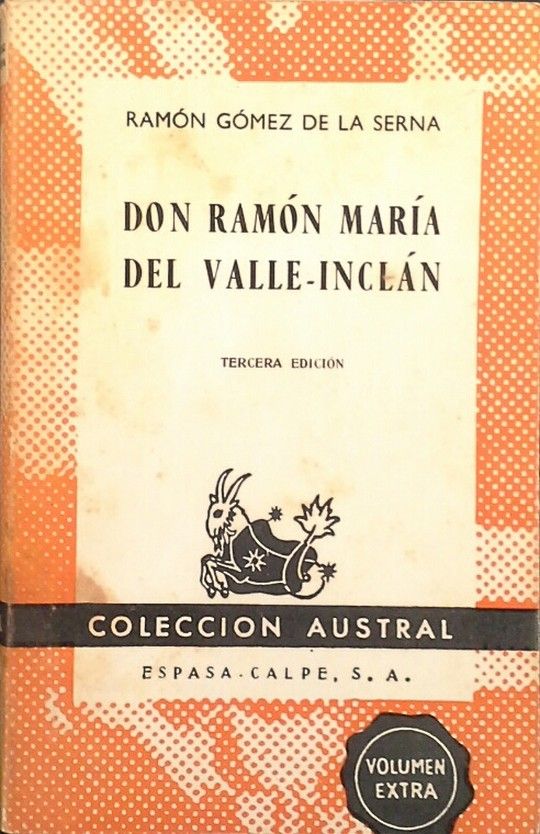 RAMÓN GÓMEZ DE LA SERNA
DON RAMÓN MARÍA
DEL VALLE-INCLÁN
TERCERA EDICIÓN
COLECCION AUSTRAL
ESPASA-CALPE, S. A.
VOLUMEN
EXTRA